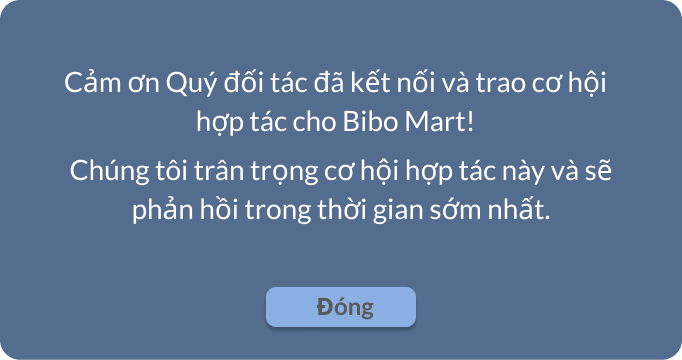 Cảm ơn Quý đối tác đã kết nối và trao cơ hội
hợp tác cho Bibo Mart!
Chúng tôi trân trọng cơ hội hợp tác này và sẽ
phản hồi trong thời gian sớm nhất.
Đóng